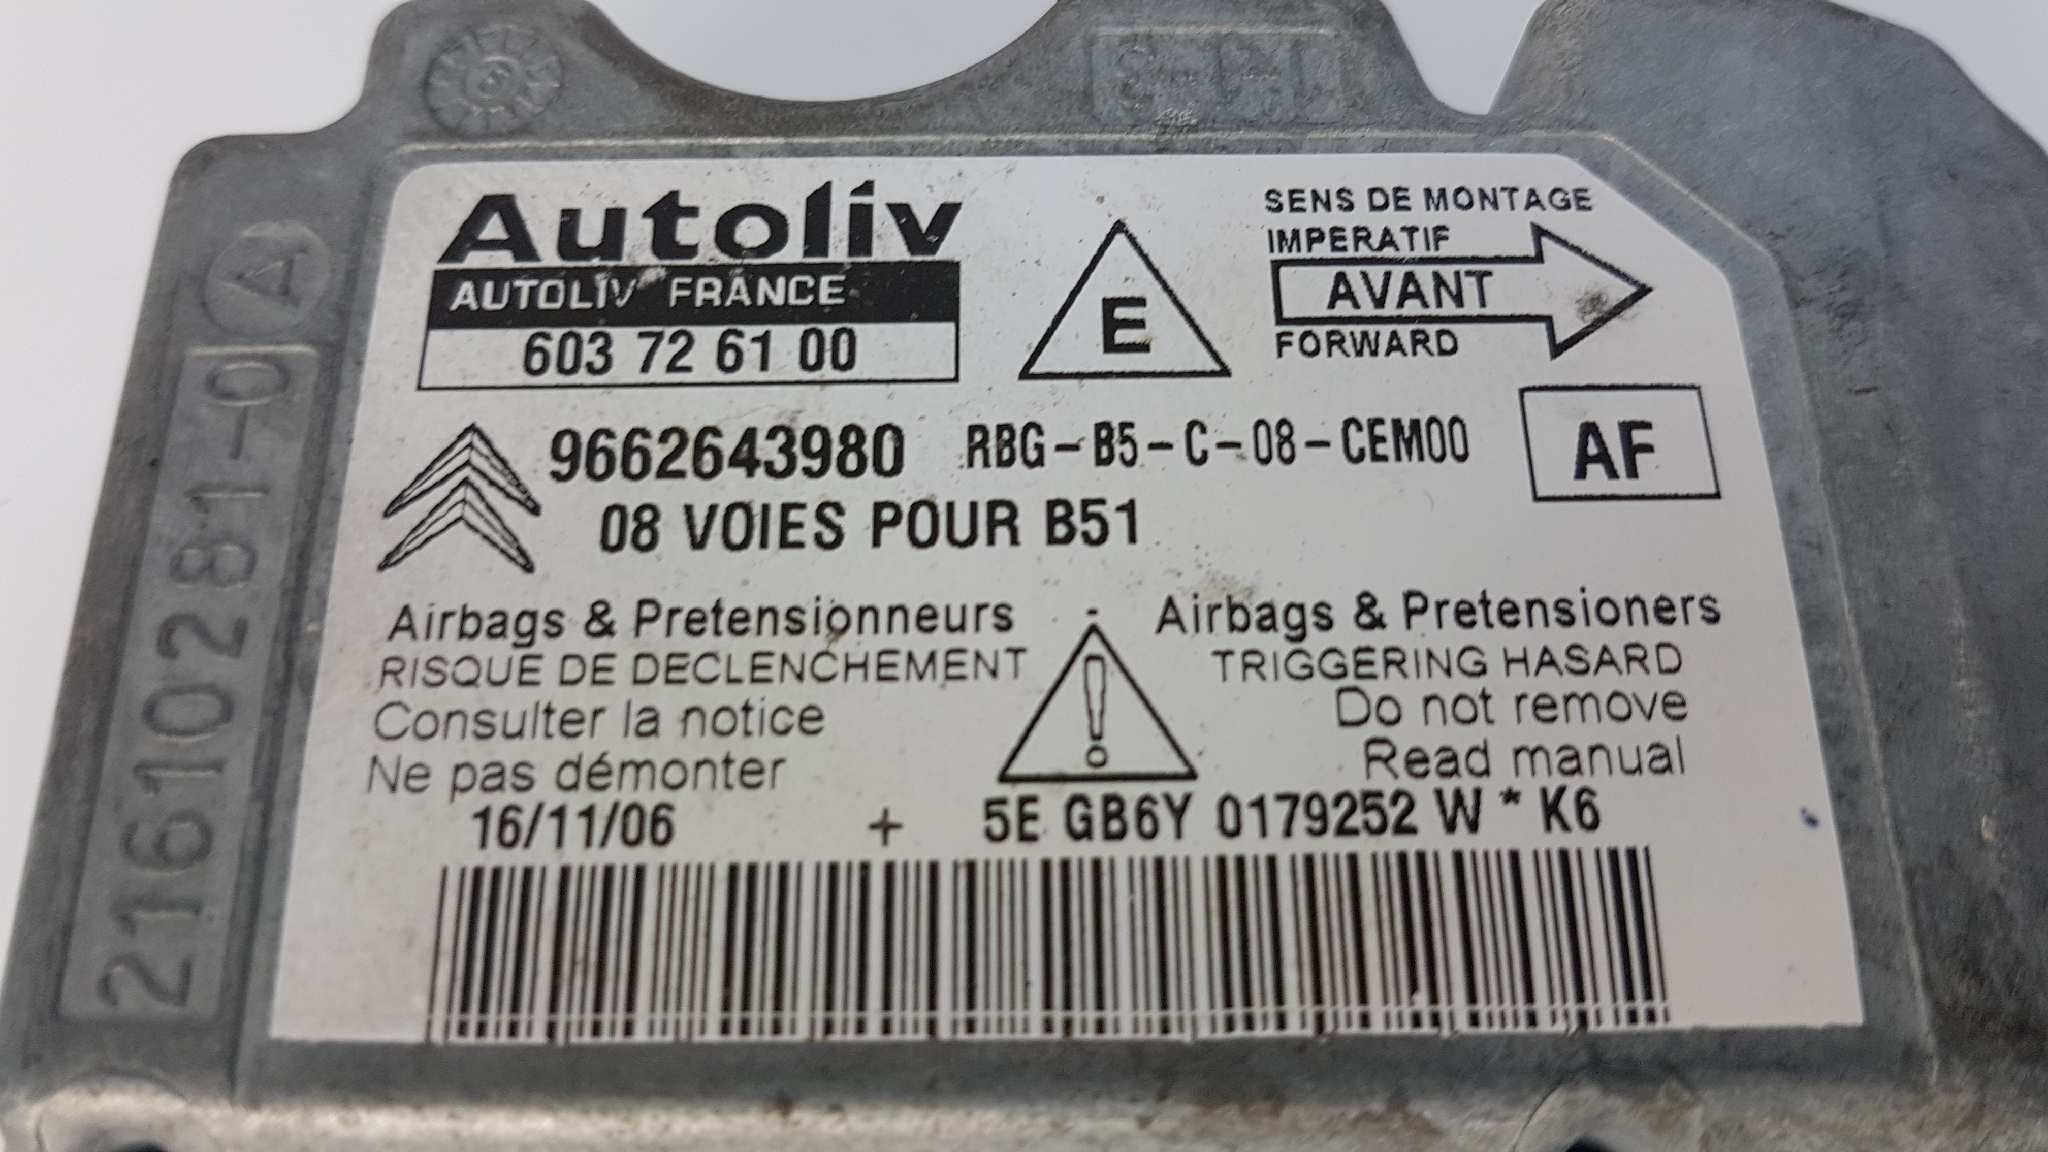 Autoliv
AUTOLIV FRANCE
603 72 61 00
E
SENS DE MONTAGE
IMPERATIF
AVANT
FORWARD
9662643980 RBG-B5-C-08-CEM00
AF
08 VOIES POUR B51
Airbags & Pretensionneurs
RISQUE DE DECLENCHEMENT
Consulter la notice
Ne pas démonter
- Airbags & Pretensioners
TRIGGERING HASARD
Do not remove
Read manual
!
16/11/06 + 5E GB6Y 0179252 W * K6
21610281-0 A